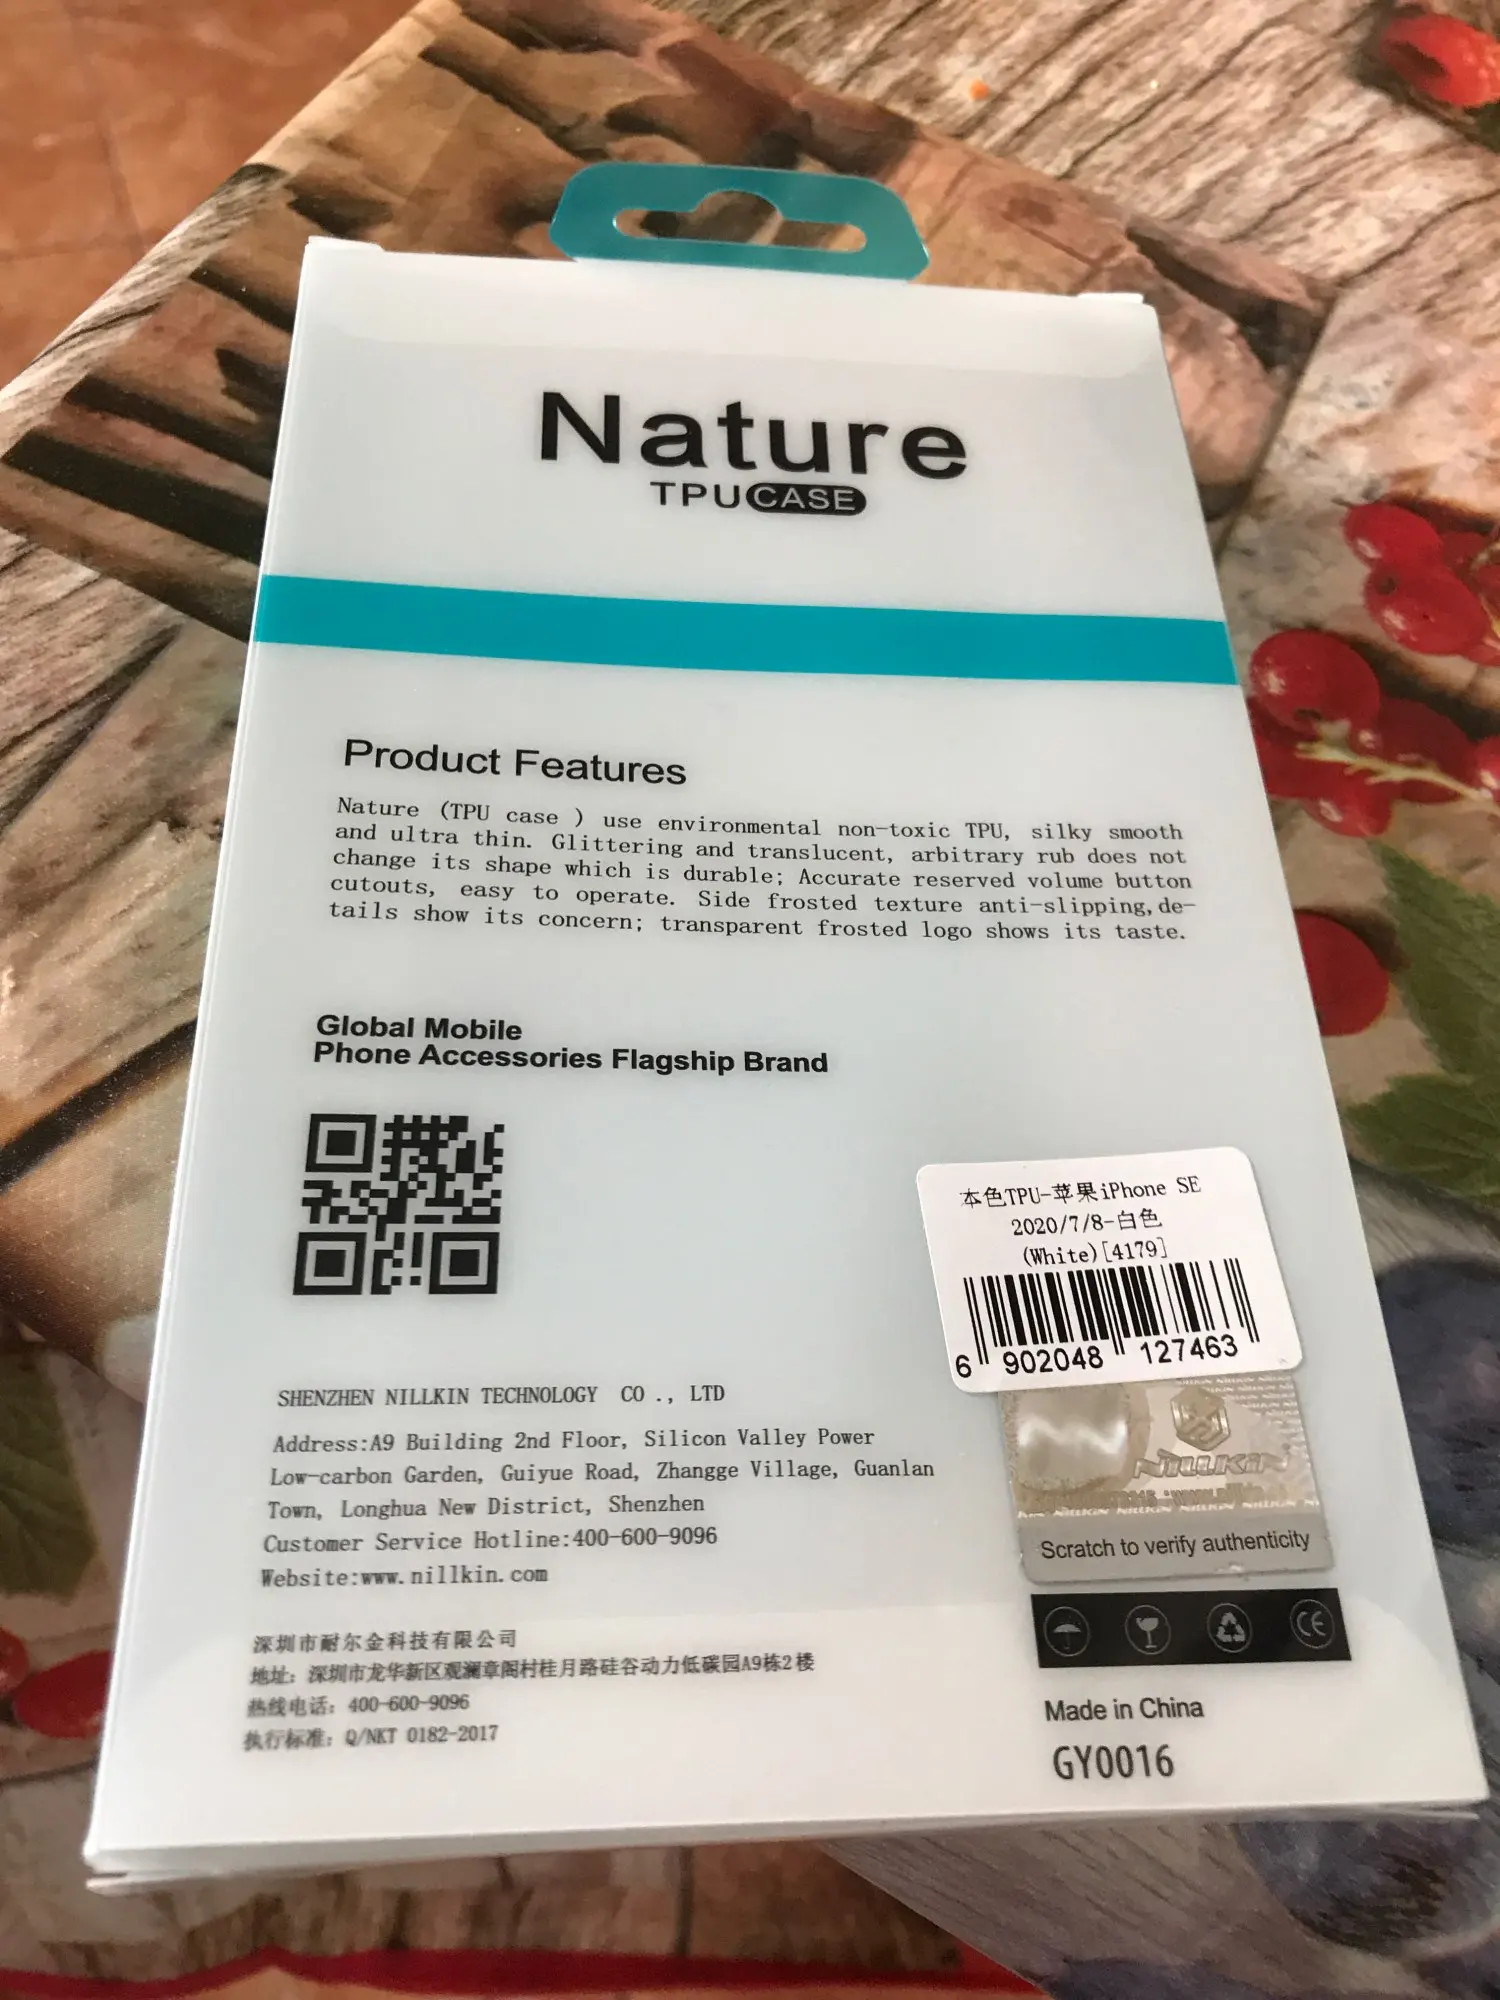 Nature
TPU CASE
Product Features
Nature (TPU case ) use environmental non-toxic TPU, silky smooth
and ultra thin. Glittering and translucent, arbitrary rub does not
change its shape which is durable; Accurate reserved volume button
cutouts, easy to operate. Side frosted texture anti-slipping, de-
tails show its concern; transparent frosted logo shows its taste.
Global Mobile
Phone Accessories Flagship Brand
本色TPU-苹果iPhone SE
2020/7/8-白色
(White)[4179]
6 902048 127463
NILLKIN
Scratch to verify authenticity
SHENZHEN NILLKIN TECHNOLOGY CO ., LTD
Address:A9 Building 2nd Floor, Silicon Valley Power
Low-carbon Garden, Guiyue Road, Zhangge Village, Guanlan
Town, Longhua New District, Shenzhen
Customer Service Hotline:400-600-9096
Website:www.nillkin.com
深圳市耐尔金科技有限公司
地址：深圳市龙华新区观澜章阁村桂月路硅谷动力低碳园A9栋2楼
热线电话：400-600-9096
执行标准：Q/NKT 0182-2017
CE
Made in China
GY0016